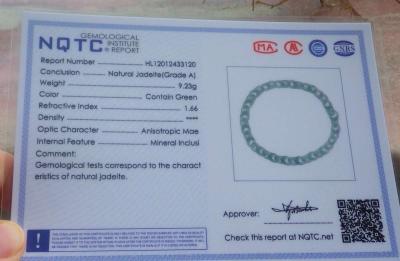 NQTC GEMOLOGICAL INSTITUTE REPORT
MA
GSBS
Report Number HL12012433120
Conclusion Natural Jadeite(Grade A)
Weight 9.23g
Color Contain Green
Refractive Index 1.66
Density ****
Optic Character Anisotropic Mae
Internal Feature Mineral Inclusi
Comment:
Gemological tests correspond to the charact
eristics of natural jadeite.
Approver:
Check this report at NQTC.net